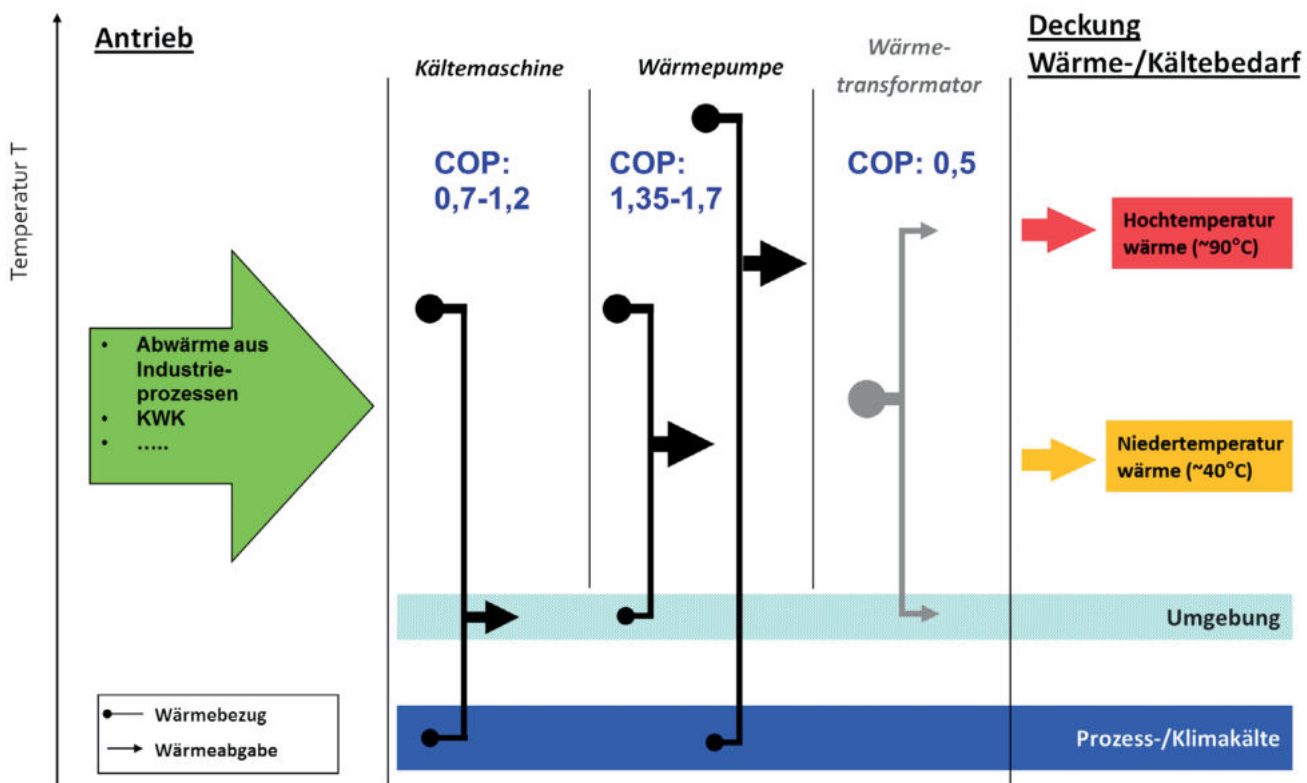 Antrieb
Deckung
Wärme-/Kältebedarf
Kältemaschine
Wärmepumpe
Wärme-
transformator
Temperatur T
COP:
0,7-1,2
COP:
1,35-1,7
COP: 0,5
Hochtemperatur
wärme (~90°C)
• Abwärme aus
Industrie-
prozessen
• KWK
• .....
Niedertemperatur
wärme (~40°C)
Umgebung
Wärmebezug
Wärmeabgabe
Prozess-/Klimakälte